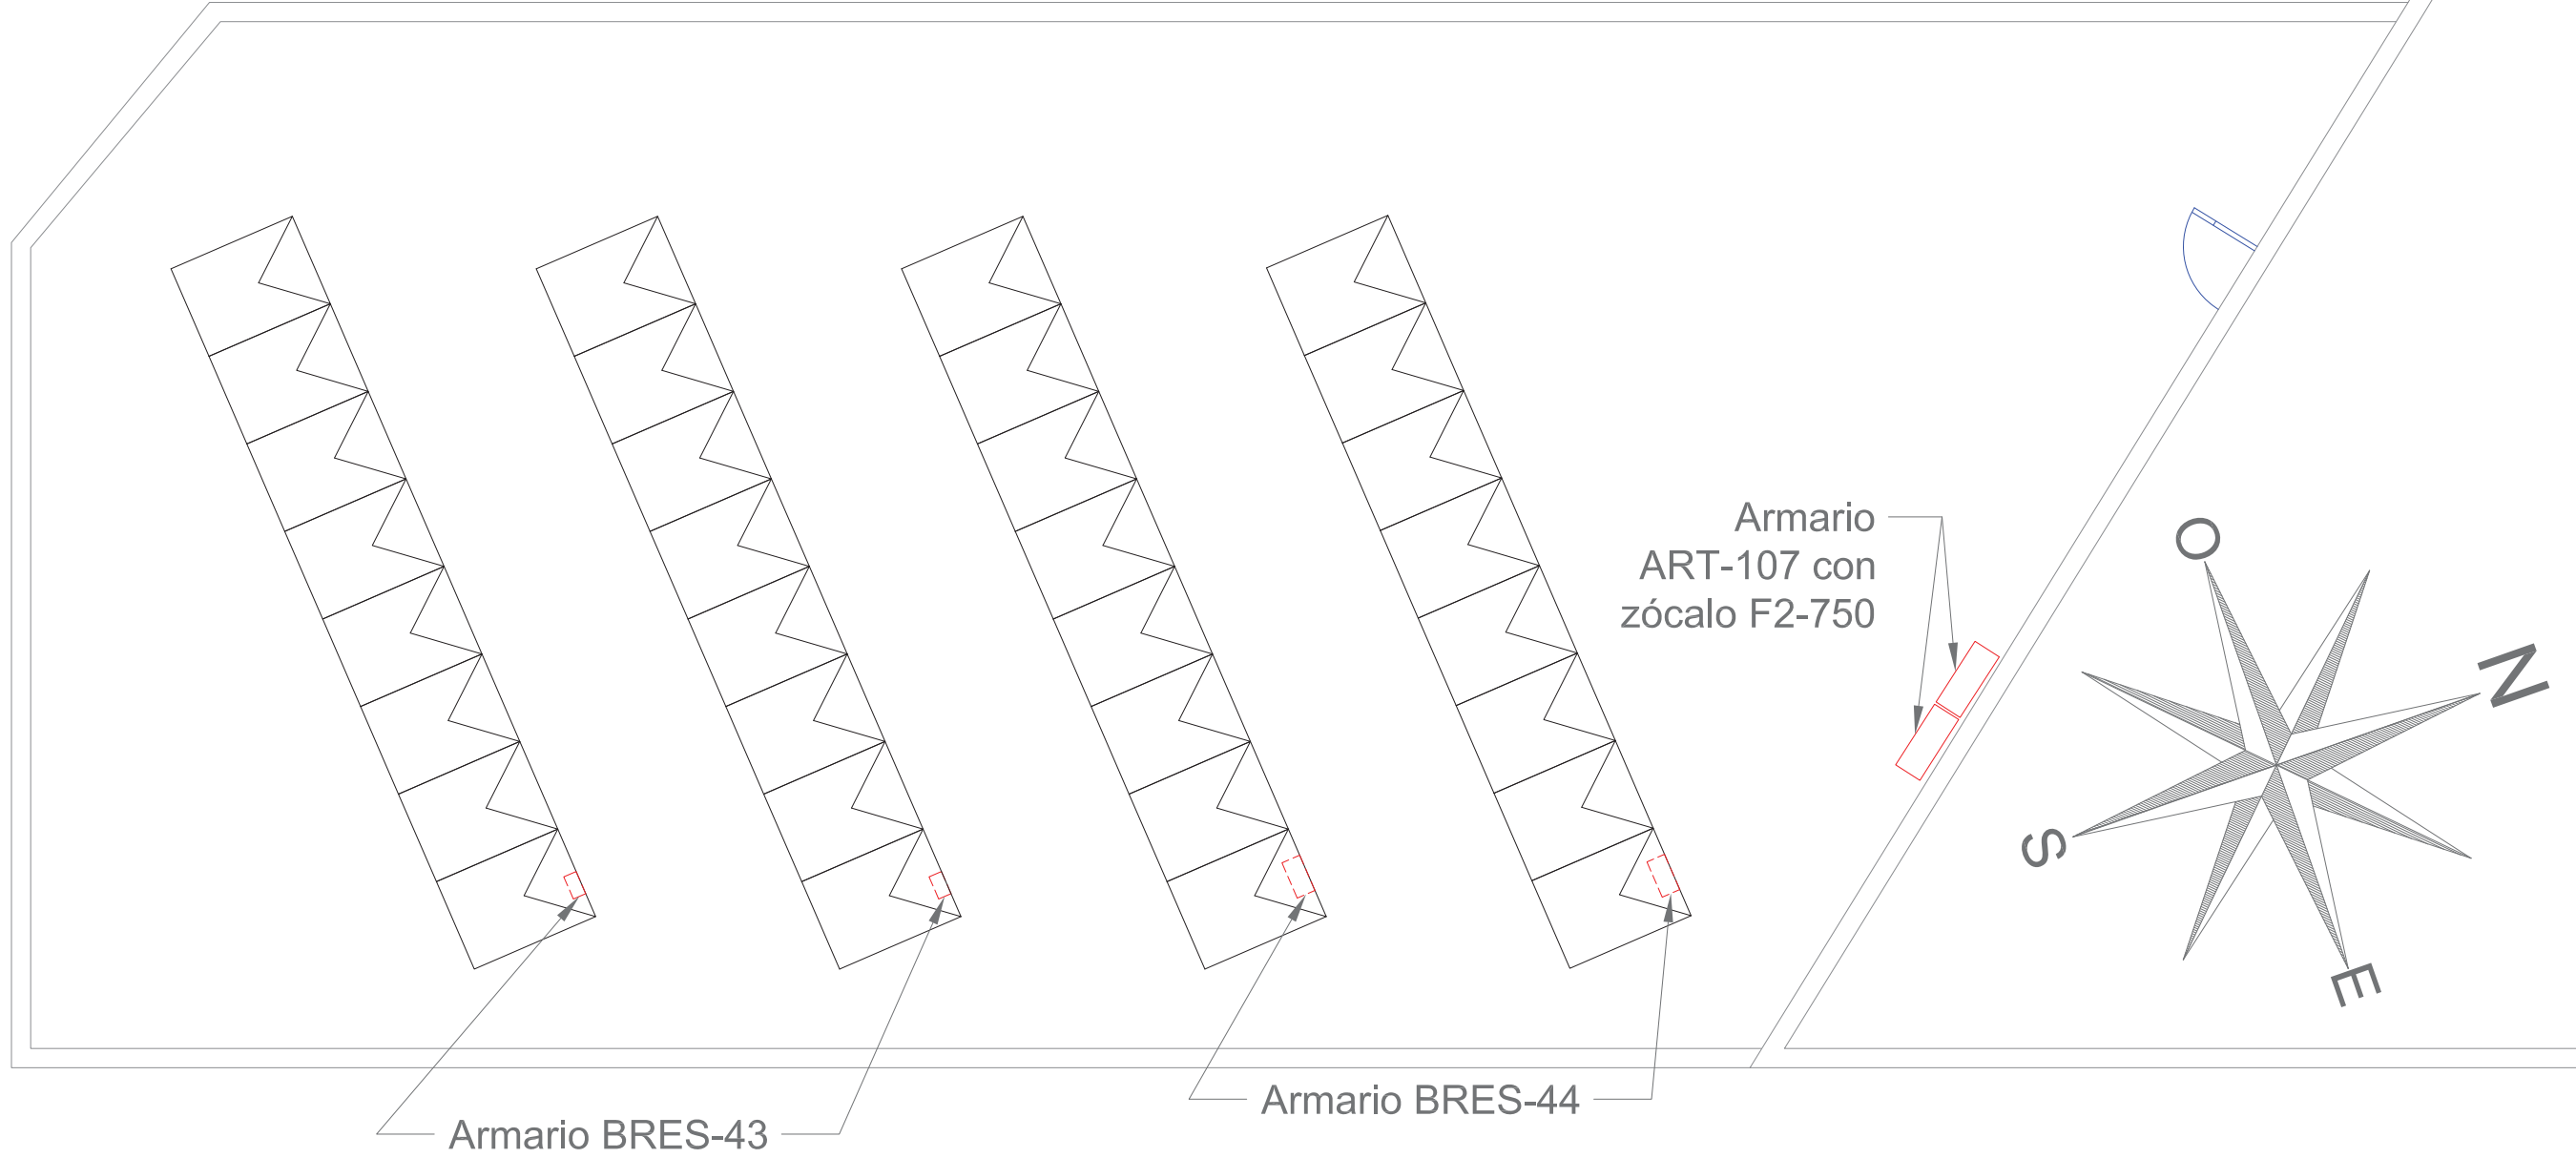 Armario
ART-107 con
zócalo F2-750
O
N
S
E
Armario BRES-44
Armario BRES-43